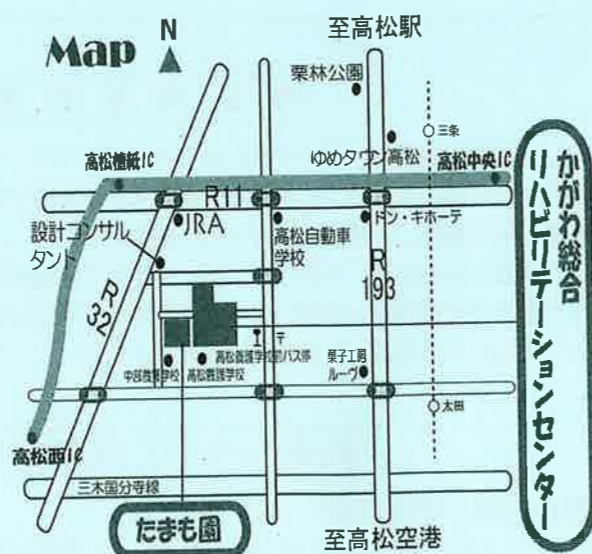 Map
N
至高松駅
栗林公園
三条
ゆめタウン高松
高松中央IC
高松檀紙IC
R11
JRA
高松自動車
学校
ドン・キホーテ
設計コンサル
タント
R
193
R
32
〒
高松養護学校前バス停
菓子工房
ルーヴ
中部養護学校
高松養護学校
太田
高松西IC
三木国分寺線
たまも園
至高松空港
かがわ総合
リハビリテーションセンター